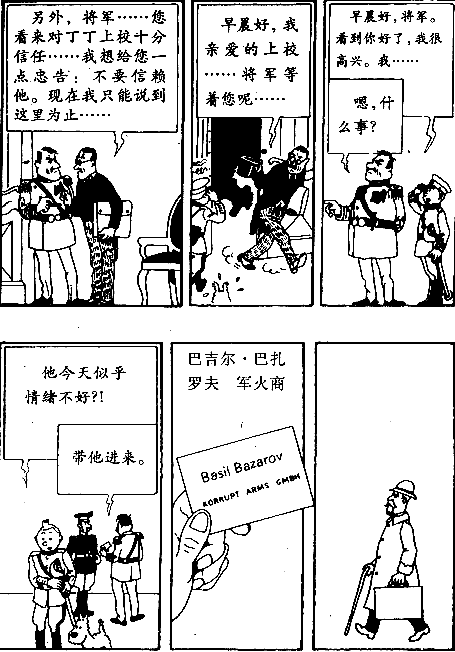 另外，将军……您
看来对丁丁上校十分
信任……我想给您一
点忠告：不要信赖
他。现在我只能说到
这里为止……
早晨好，我
亲爱的上校
……将军等
着您呢……
早晨好，将军。
看到你好了，我很
高兴。我……
嗯，什
么事？
他今天似乎
情绪不好？！
带他进来。
巴吉尔·巴扎
罗夫 军火商
Basil Bazarov
KORRUPT ARMS GMBH